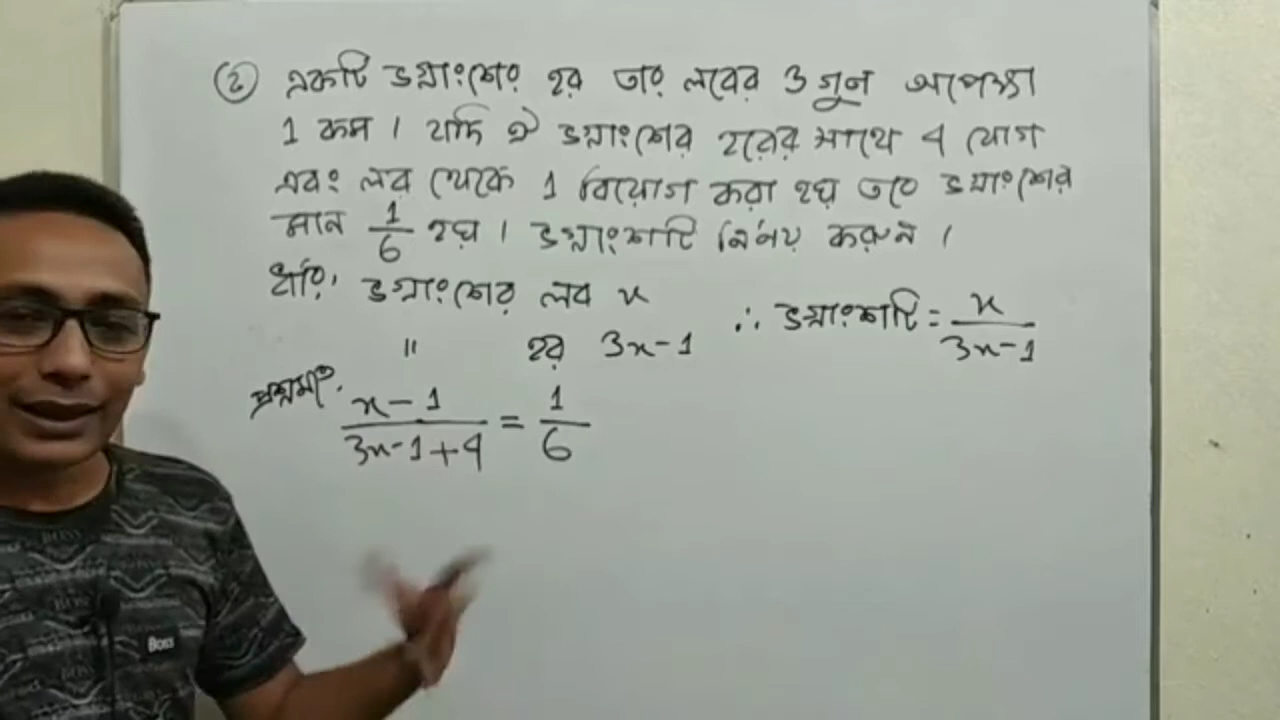 ② একটি ভগ্নাংশের হর তার লবের 3 গুন অপেক্ষা
1 কম। যদি ঐ ভগ্নাংশের হরের সাথে 4 যোগ
এবং লব থেকে 1 বিয়োগ করা হয় তবে ভগ্নাংশের
মান 1/6 হয়। ভগ্নাংশটি নির্ণয় করুন।
ধরি, ভগ্নাংশের লব x
" হর 3x-1
∴ ভগ্নাংশটি = x/(3x-1)
প্রশ্নমতে, (x-1)/(3x-1+4) = 1/6
BOSS